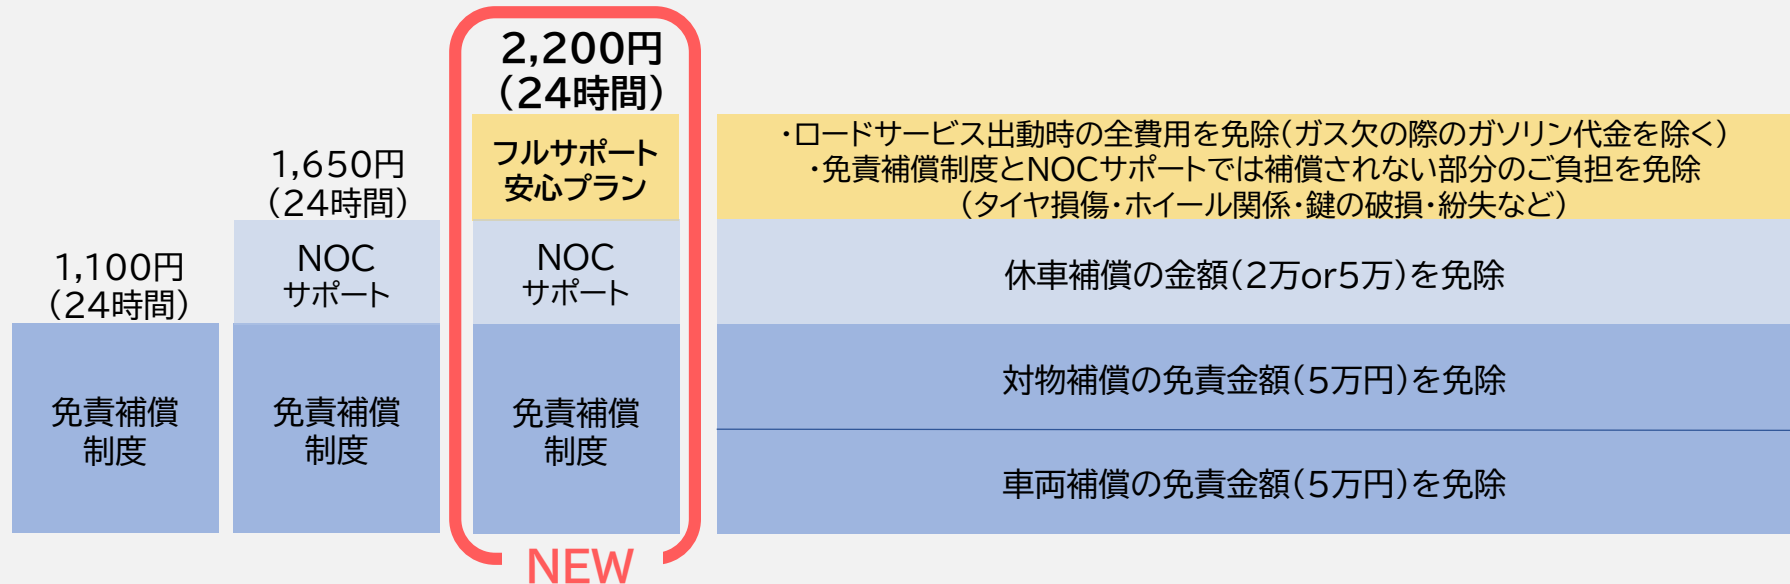 1,100円
(24時間)
免責補償
制度
1,650円
(24時間)
NOC
サポート
免責補償
制度
2,200円
(24時間)
フルサポート
安心プラン
NOC
サポート
免責補償
制度
NEW
・ロードサービス出動時の全費用を免除(ガス欠の際のガソリン代金を除く)
・免責補償制度とNOCサポートでは補償されない部分のご負担を免除
(タイヤ損傷・ホイール関係・鍵の破損・紛失など)
休車補償の金額(2万or5万)を免除
対物補償の免責金額(5万円)を免除
車両補償の免責金額(5万円)を免除